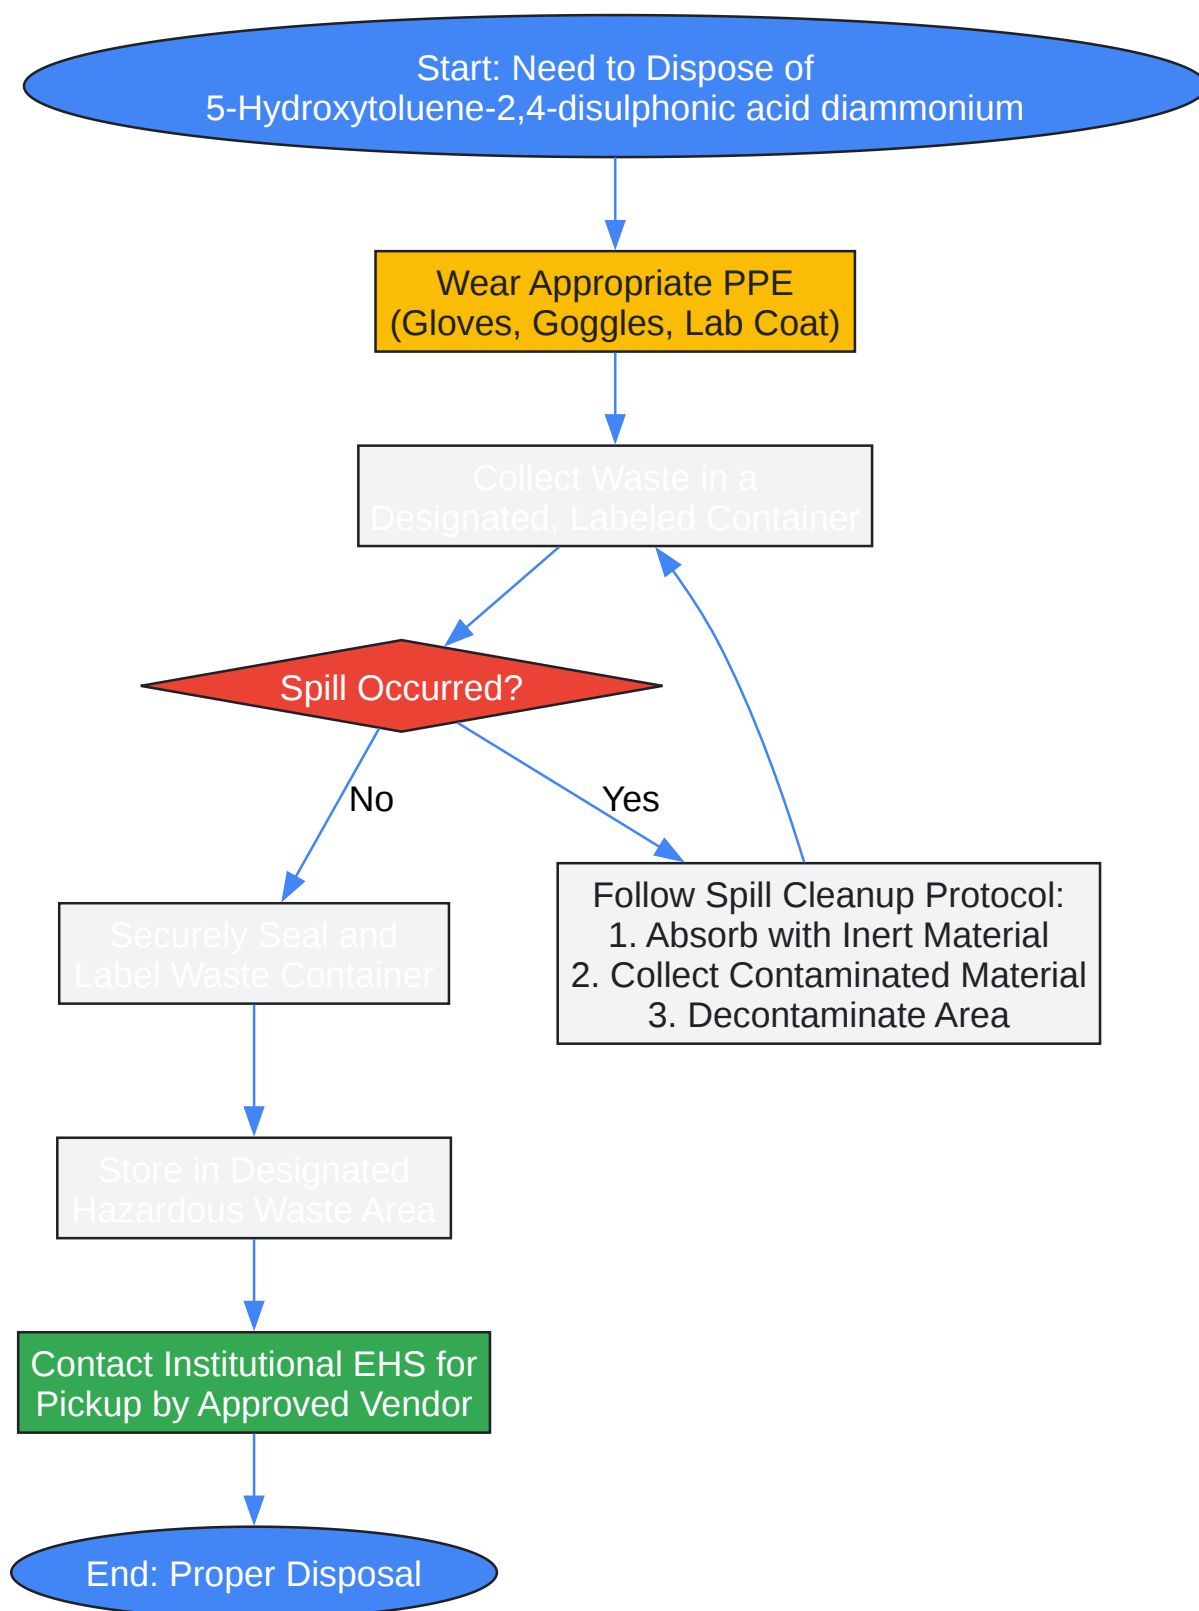 Start: Need to Dispose of
5-Hydroxytoluene-2,4-disulphonic acid diammonium
Wear Appropriate PPE
(Gloves, Goggles, Lab Coat)
Collect Waste in a
Designated, Labeled Container
Spill Occurred?
No
Yes
Follow Spill Cleanup Protocol:
1. Absorb with Inert Material
2. Collect Contaminated Material
3. Decontaminate Area
Securely Seal and
Label Waste Container
Store in Designated
Hazardous Waste Area
Contact Institutional EHS for
Pickup by Approved Vendor
End: Proper Disposal